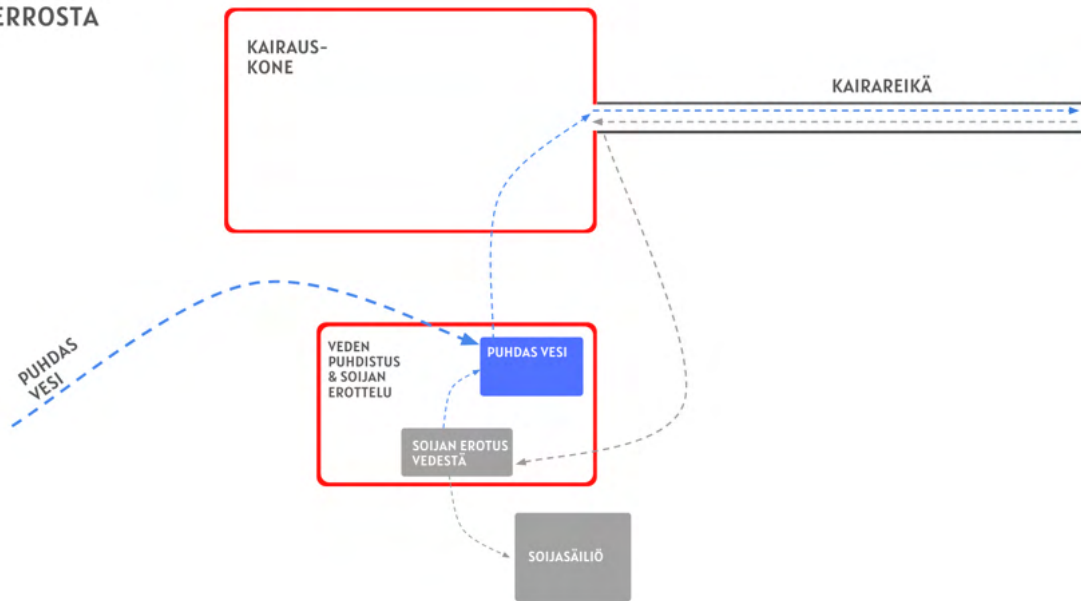 ERROSTA
KAIRAUS-
KONE
KAIRAREIKÄ
PUHDAS
VESI
VEDEN
PUHDISTUS
& SOIJAN
EROTTELU
PUHDAS VESI
SOIJAN EROTUS
VEDESTÄ
SOIJASÄILIÖ